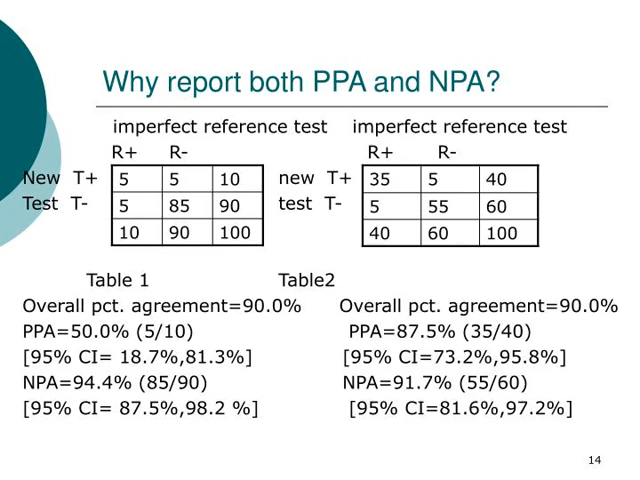 Why report both PPA and NPA?
imperfect reference test imperfect reference test
R+ R- R+ R-
New T+ 5 5 10 new T+ 35 5 40
Test T- 5 85 90 test T- 5 55 60
10 90 100 40 60 100
Table 1 Table2
Overall pct. agreement=90.0% Overall pct. agreement=90.0%
PPA=50.0% (5/10) PPA=87.5% (35/40)
[95% CI= 18.7%,81.3%] [95% CI=73.2%,95.8%]
NPA=94.4% (85/90) NPA=91.7% (55/60)
[95% CI= 87.5%,98.2 %] [95% CI=81.6%,97.2%]
14